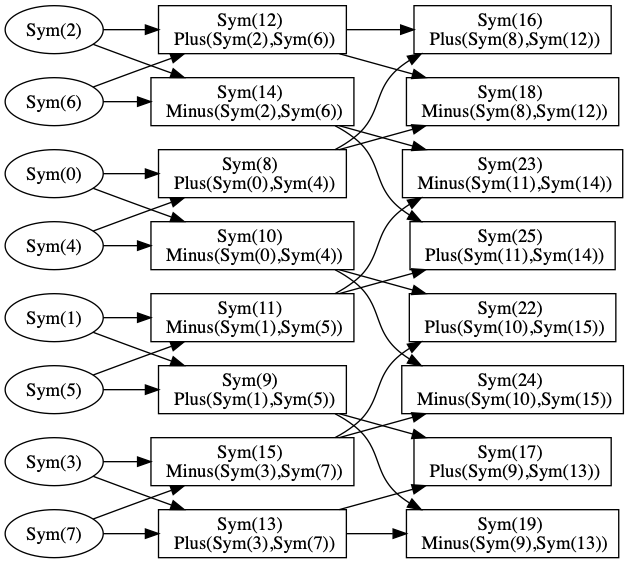 Sym(2)
Sym(12)
Plus(Sym(2),Sym(6))
Sym(16)
Plus(Sym(8),Sym(12))
Sym(6)
Sym(14)
Minus(Sym(2),Sym(6))
Sym(18)
Minus(Sym(8),Sym(12))
Sym(0)
Sym(8)
Plus(Sym(0),Sym(4))
Sym(23)
Minus(Sym(11),Sym(14))
Sym(4)
Sym(10)
Minus(Sym(0),Sym(4))
Sym(25)
Plus(Sym(11),Sym(14))
Sym(1)
Sym(11)
Minus(Sym(1),Sym(5))
Sym(22)
Plus(Sym(10),Sym(15))
Sym(5)
Sym(9)
Plus(Sym(1),Sym(5))
Sym(24)
Minus(Sym(10),Sym(15))
Sym(3)
Sym(15)
Minus(Sym(3),Sym(7))
Sym(17)
Plus(Sym(9),Sym(13))
Sym(7)
Sym(13)
Plus(Sym(3),Sym(7))
Sym(19)
Minus(Sym(9),Sym(13))